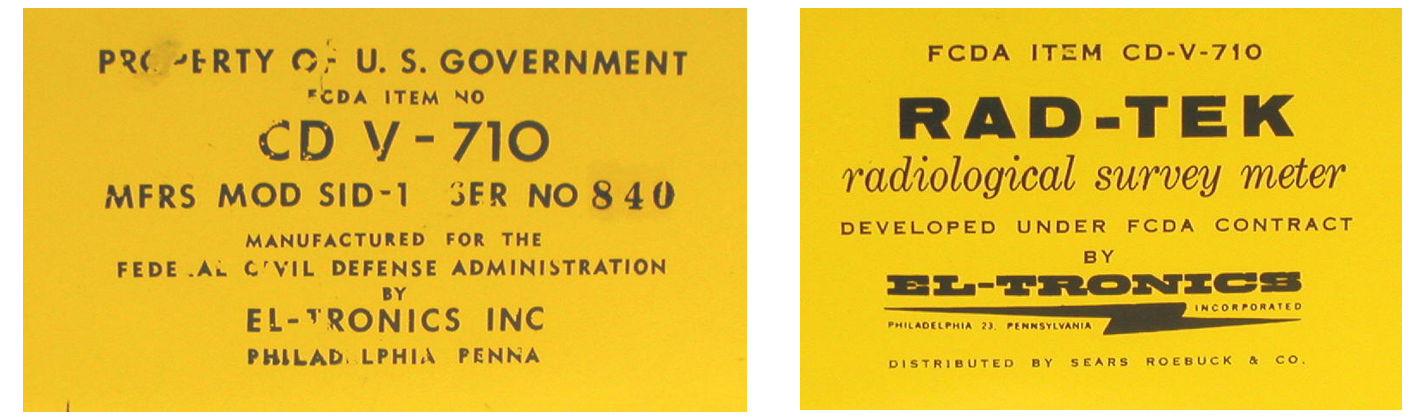 PROPERTY OF U. S. GOVERNMENT
FCDA ITEM NO
CD V-710
MFRS MOD SID-1 SER NO 840
MANUFACTURED FOR THE
FEDERAL CIVIL DEFENSE ADMINISTRATION
BY
EL-TRONICS INC
PHILADELPHIA PENNA
FCDA ITEM CD-V-710
RAD-TEK
radiological survey meter
DEVELOPED UNDER FCDA CONTRACT
BY
EL-TRONICS
INCORPORATED
PHILADELPHIA 23, PENNSYLVANIA
DISTRIBUTED BY SEARS ROEBUCK & CO.